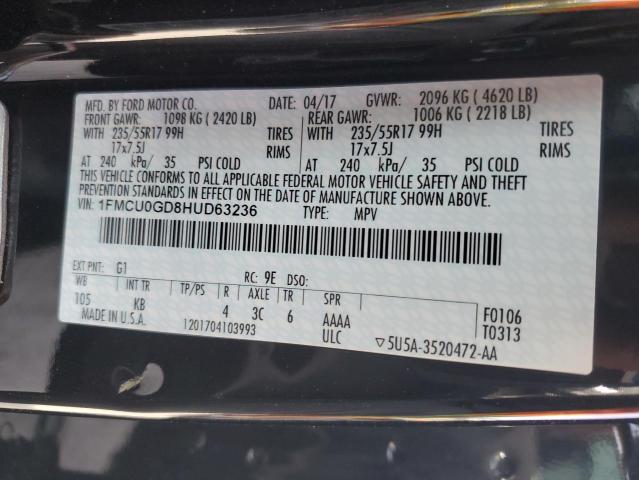 MFD. BY FORD MOTOR CO. 04/17 GVWR: 2096 KG ( 4620 LB)
FRONT GAWR: 1098 KG ( 2420 LB) REAR GAWR: 1006 KG ( 2218 LB)
WITH 235/55R17 99H TIRES WITH 235/55R17 99H TIRES
17x7.5J RIMS 17x7.5J RIMS
AT 240 kPa/ 35 PSI COLD AT 240 kPa/ 35 PSI COLD
THIS VEHICLE CONFORMS TO ALL APPLICABLE FEDERAL MOTOR VEHICLE SAFETY AND THEFT
PREVENTION STANDARDS IN EFFECT ON THE DATE OF MANUFACTURE SHOWN ABOVE.
VIN: 1FMCU0GD8HUD63236 TYPE: MPV
EXT PNT: G1 RC: 9E DSO:
WB INT TR TP/PS R AXLE TR SPR
105 KB 4 3C 6 AAAA F0106
MADE IN U.S.A. 1201704103993 ULC ▽5U5A-3520472-AA T0313